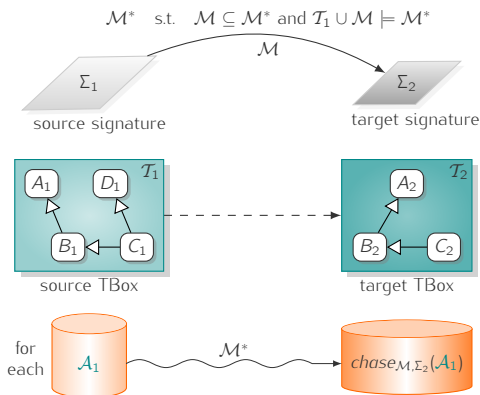 ℳ* s.t. ℳ ⊆ ℳ* and 𝒯₁ ∪ ℳ ⊨ ℳ*
ℳ
Σ₁
Σ₂
source signature
target signature
𝒯₁
𝒯₂
A₁ D₁
A₂
B₁ C₁
B₂ C₂
source TBox
target TBox
ℳ*
for
each
𝒜₁
chase_{ℳ,Σ₂}(𝒜₁)